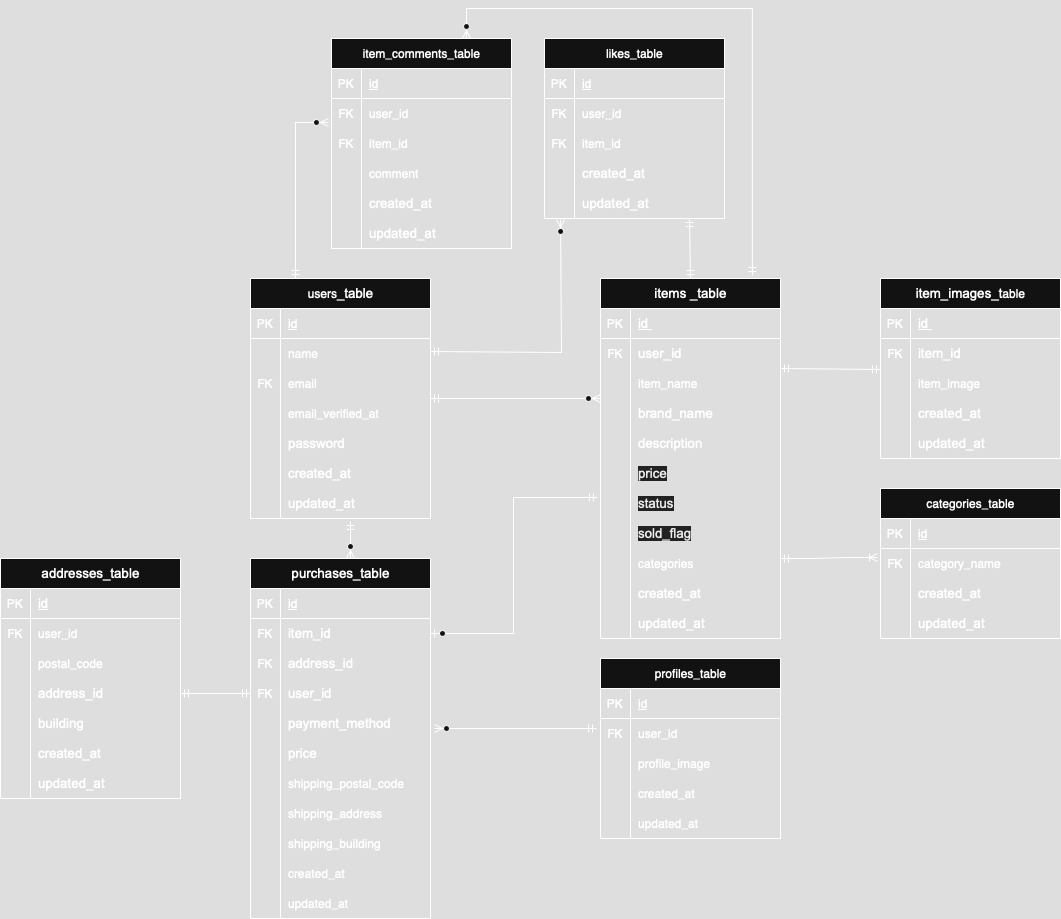 item_comments_table
PK id
FK user_id
FK item_id
comment
created_at
updated_at
likes_table
PK id
FK user_id
FK item_id
created_at
updated_at
users_table
PK id
name
FK email
email_verified_at
password
created_at
updated_at
items _table
PK id
FK user_id
item_name
brand_name
description
price
status
sold_flag
categories
created_at
updated_at
item_images_table
PK id
FK item_id
item_image
created_at
updated_at
categories_table
PK id
FK category_name
created_at
updated_at
addresses_table
PK id
FK user_id
postal_code
address_id
building
created_at
updated_at
purchases_table
PK id
FK item_id
FK address_id
FK user_id
payment_method
price
shipping_postal_code
shipping_address
shipping_building
created_at
updated_at
profiles_table
PK id
FK user_id
profile_image
created_at
updated_at